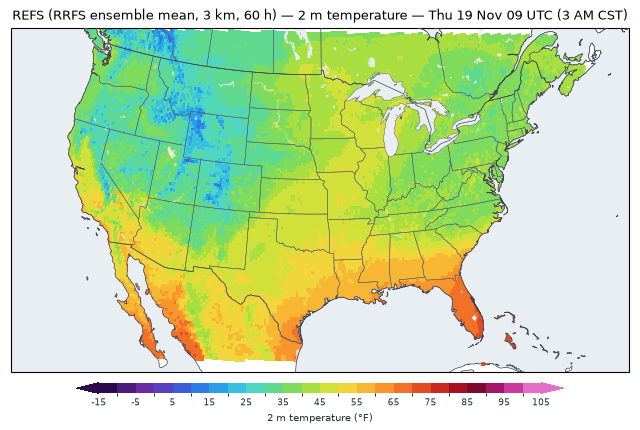 REFS (RRFS ensemble mean, 3 km, 60 h) — 2 m temperature — Thu 19 Nov 09 UTC (3 AM CST)
-15 -5 5 15 25 35 45 55 65 75 85 95 105
2 m temperature (°F)